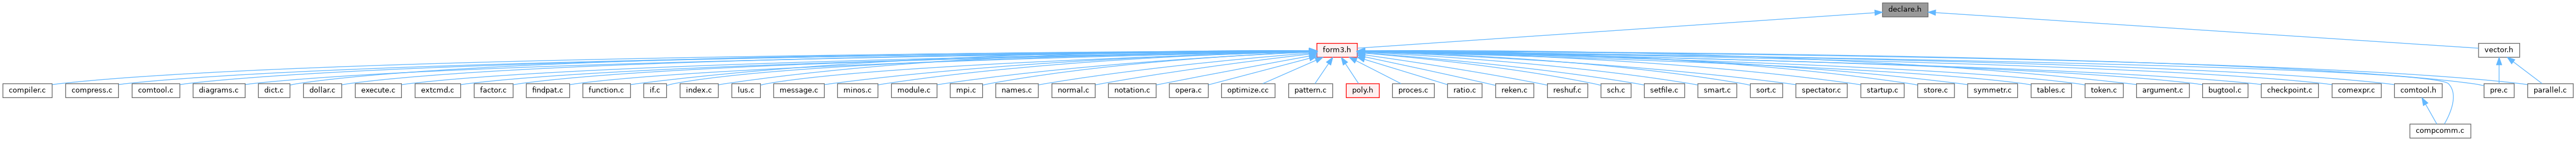 declare.h
form3.h
vector.h
compiler.c
compress.c
comtool.c
diagrams.c
dict.c
dollar.c
execute.c
extcmd.c
factor.c
findpat.c
function.c
if.c
index.c
lus.c
message.c
minos.c
module.c
mpi.c
names.c
normal.c
notation.c
opera.c
optimize.cc
pattern.c
poly.h
proces.c
ratio.c
reken.c
reshuf.c
sch.c
setfile.c
smart.c
sort.c
spectator.c
startup.c
store.c
symmetr.c
tables.c
token.c
argument.c
bugtool.c
checkpoint.c
comexpr.c
comtool.h
pre.c
parallel.c
compcomm.c